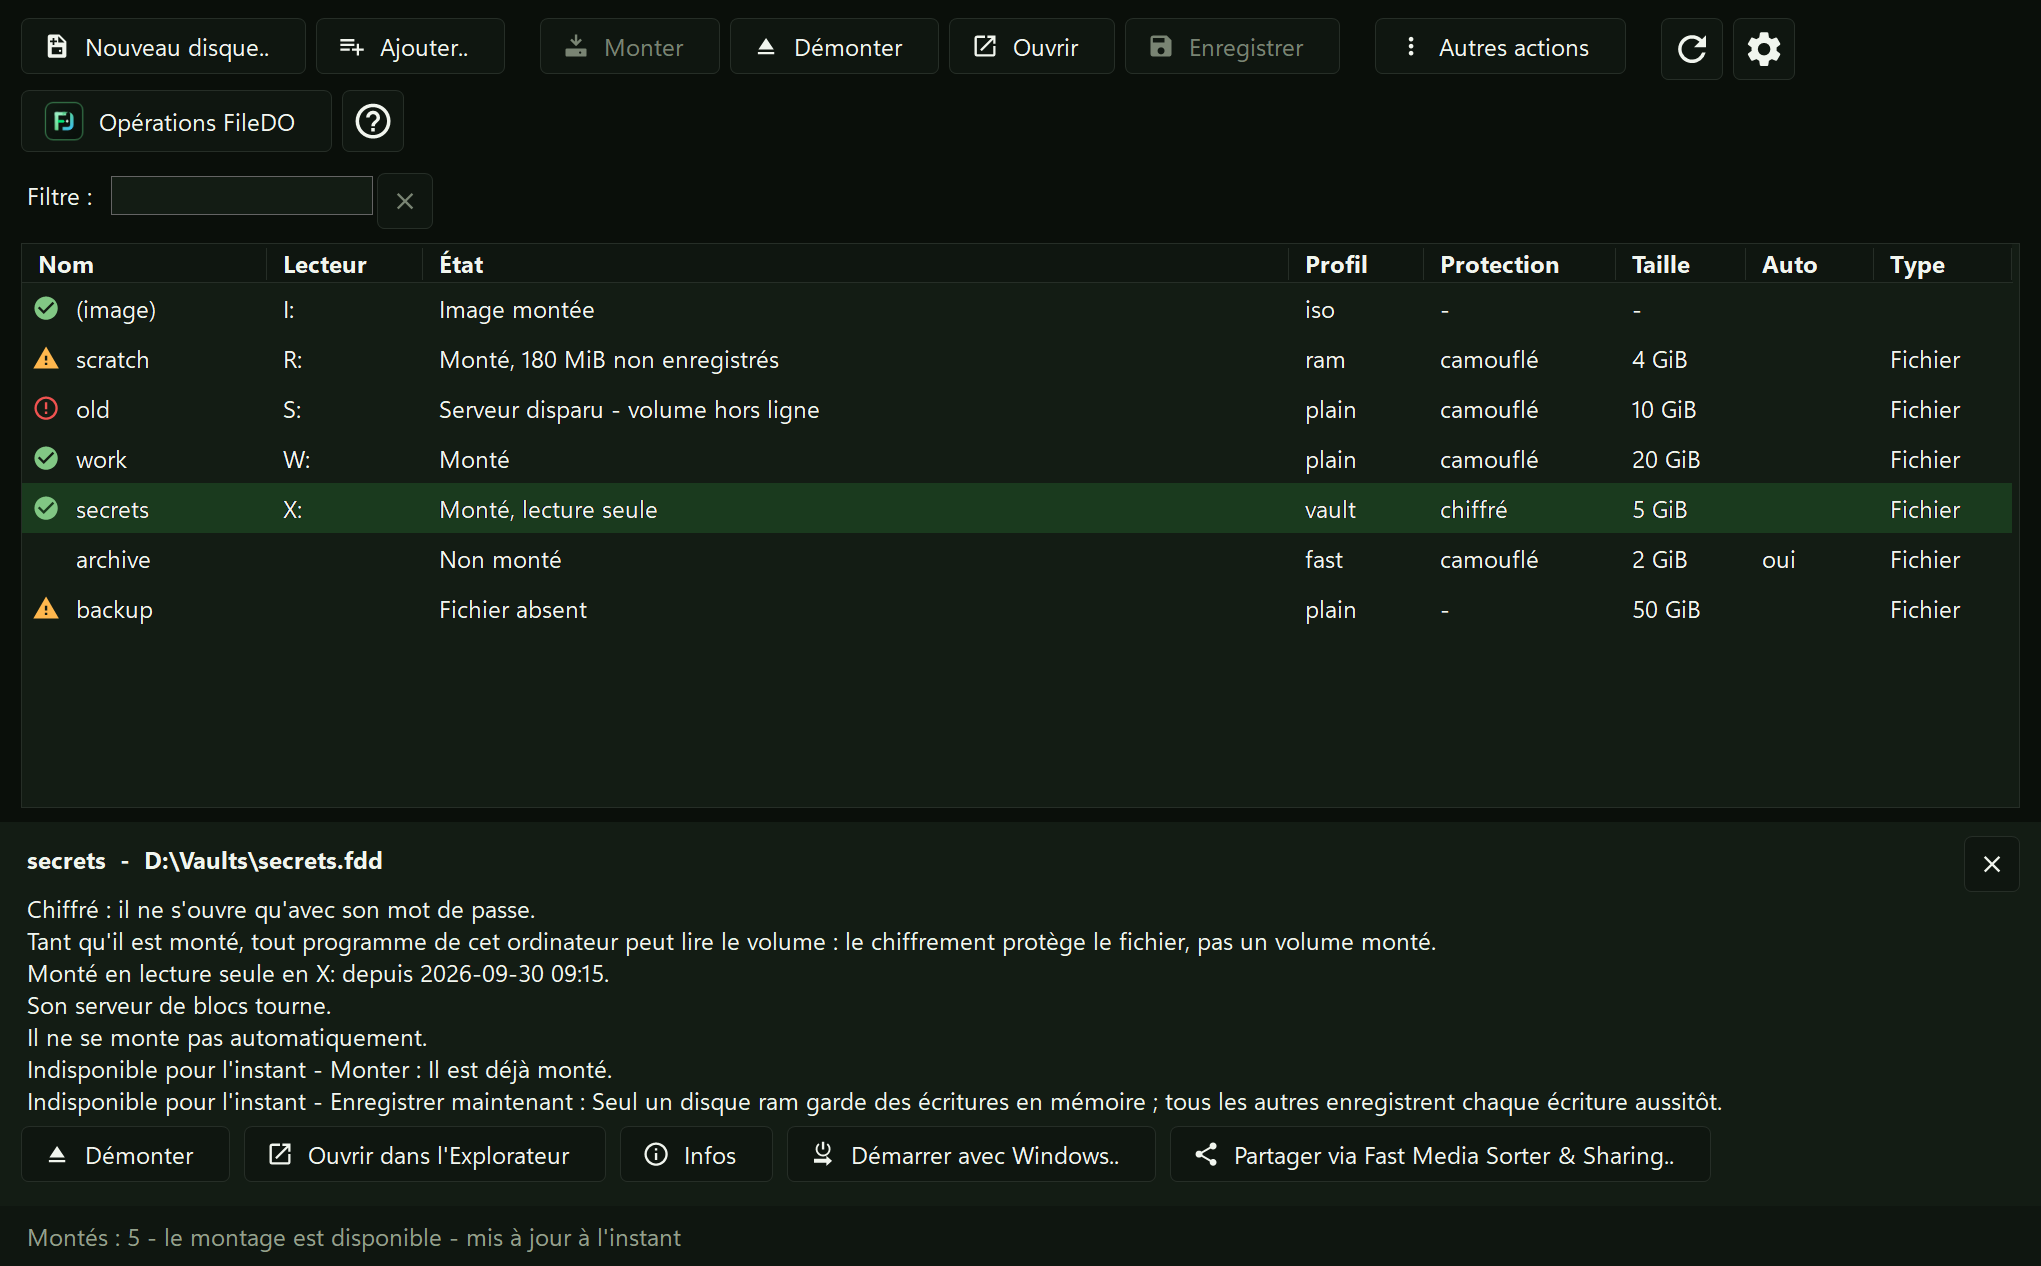 Nouveau disque.. Ajouter.. Monter Démonter Ouvrir Enregistrer Autres actions
Opérations FileDO
Filtre :
Nom Lecteur État Profil Protection Taille Auto Type
(image) I: Image montée iso - -
scratch R: Monté, 180 MiB non enregistrés ram camouflé 4 GiB Fichier
old S: Serveur disparu - volume hors ligne plain camouflé 10 GiB Fichier
work W: Monté plain camouflé 20 GiB Fichier
secrets X: Monté, lecture seule vault chiffré 5 GiB Fichier
archive Non monté fast camouflé 2 GiB oui Fichier
backup Fichier absent plain - 50 GiB Fichier
secrets - D:\Vaults\secrets.fdd
Chiffré : il ne s'ouvre qu'avec son mot de passe.
Tant qu'il est monté, tout programme de cet ordinateur peut lire le volume : le chiffrement protège le fichier, pas un volume monté.
Monté en lecture seule en X: depuis 2026-09-30 09:15.
Son serveur de blocs tourne.
Il ne se monte pas automatiquement.
Indisponible pour l'instant - Monter : Il est déjà monté.
Indisponible pour l'instant - Enregistrer maintenant : Seul un disque ram garde des écritures en mémoire ; tous les autres enregistrent chaque écriture aussitôt.
Démonter Ouvrir dans l'Explorateur Infos Démarrer avec Windows.. Partager via Fast Media Sorter & Sharing..
Montés : 5 - le montage est disponible - mis à jour à l'instant